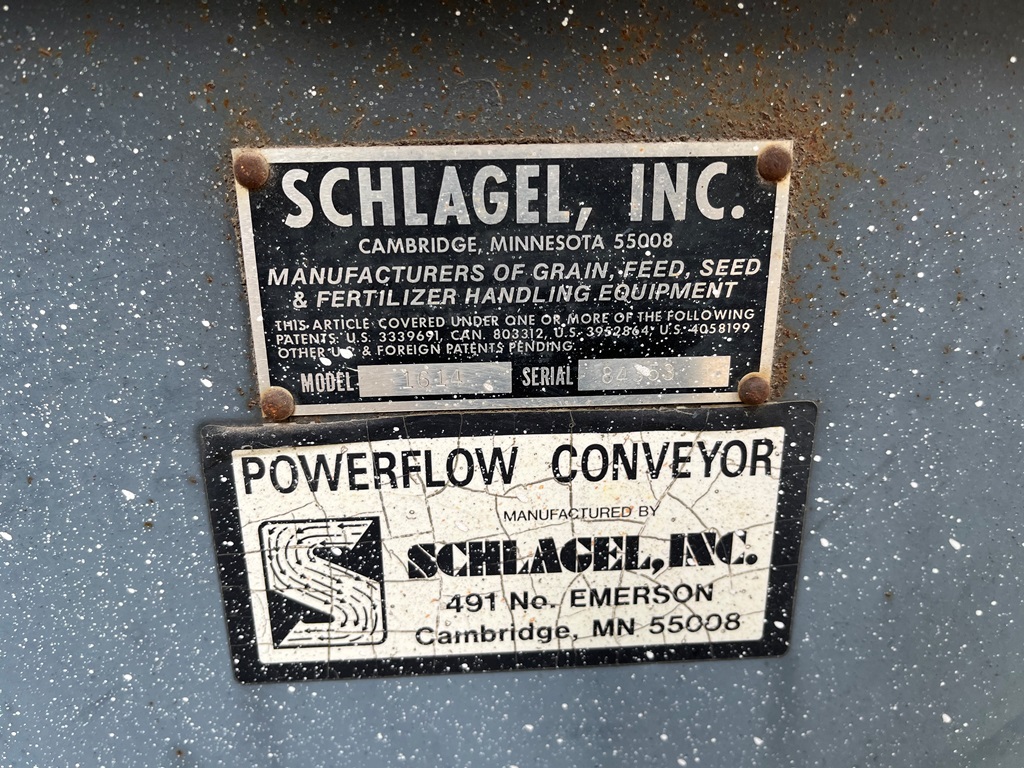 SCHLAGEL, INC.
CAMBRIDGE, MINNESOTA 55008
MANUFACTURERS OF GRAIN, FEED, SEED
& FERTILIZER HANDLING EQUIPMENT
THIS ARTICLE COVERED UNDER ONE OR MORE OF THE FOLLOWING
PATENTS: U.S. 3339691, CAN. 803312, U.S. 3952864, U.S. 4058199.
OTHER U.S. & FOREIGN PATENTS PENDING.
MODEL 1614 SERIAL
POWERFLOW CONVEYOR
MANUFACTURED BY
SCHLAGEL, INC.
491 No. EMERSON
Cambridge, MN 55008